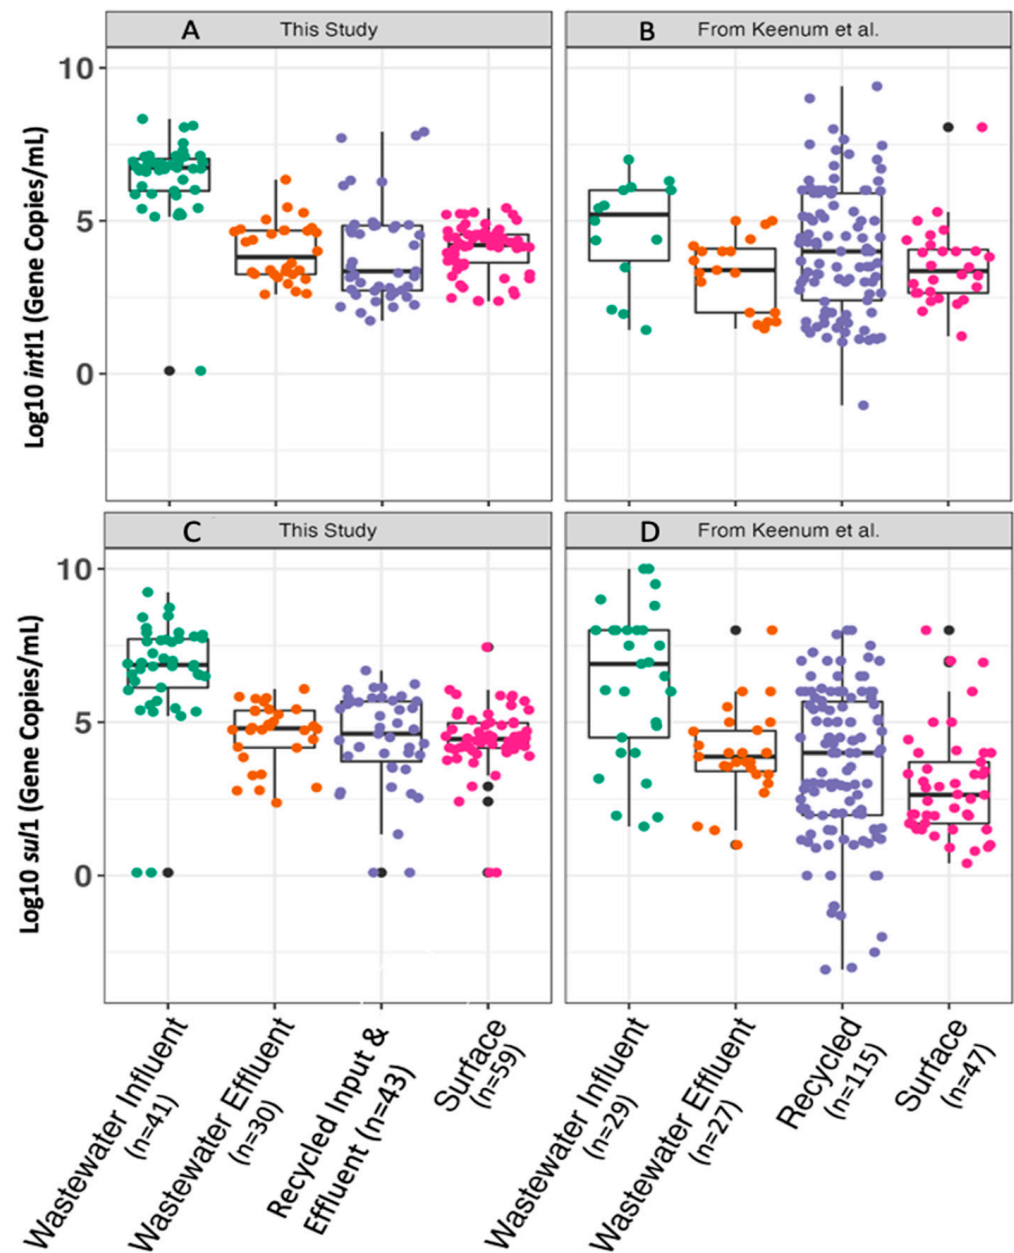 A This Study
B From Keenum et al.
Log10 intI1 (Gene Copies/mL)
10
5
0
C This Study
D From Keenum et al.
Log10 sul1 (Gene Copies/mL)
10
5
0
Wastewater Influent
(n=41)
Wastewater Effluent
(n=30)
Recycled Input &
Effluent (n=43)
Surface
(n=59)
Wastewater Influent
(n=29)
Wastewater Effluent
(n=27)
Recycled
(n=115)
Surface
(n=47)